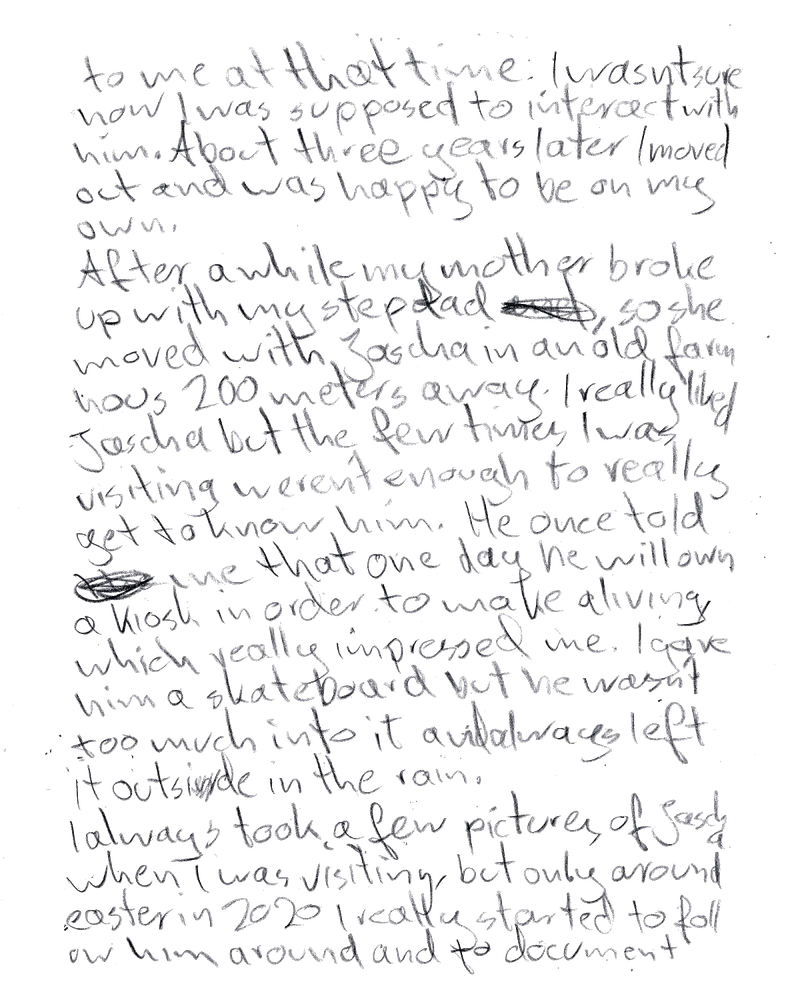 to me at that time. I wasnt sure
how I was supposed to interact with
him. About three years later I moved
out and was happy to be on my
own.
After a while my mother broke
up with my stepdad, so she
moved with Jascha in an old farm
hous 200 meters away. I really liked
Jascha but the few times I was
visiting weren't enough to really
get to know him. He once told
me that one day he will own
a kiosk in order to make a living,
which really impressed me. I gave
him a skateboard but he wasn't
too much into it and always left
it outside in the rain.
I always took a few pictures of Jascha
when I was visiting, but only around
easter in 2020 I really started to foll
ow him around and to document